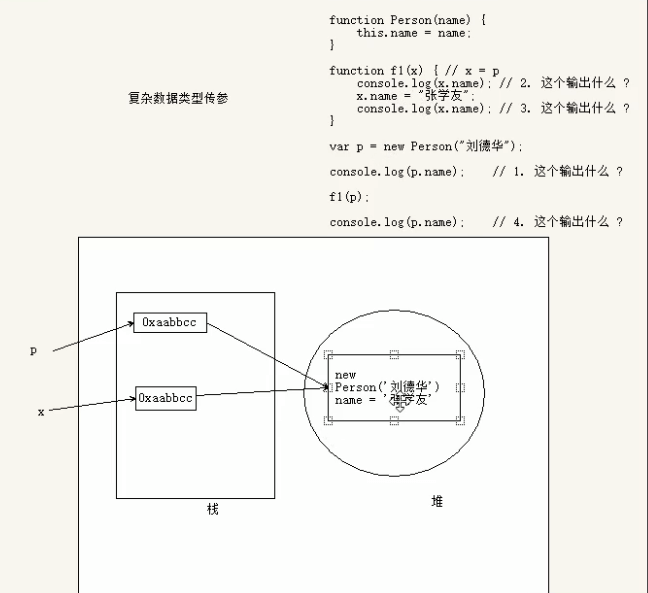 function Person(name) {
this.name = name;
}
function f1(x) { // x = p
console.log(x.name); // 2. 这个输出什么 ?
x.name = "张学友";
console.log(x.name); // 3. 这个输出什么 ?
}
复杂数据类型传参
var p = new Person("刘德华");
console.log(p.name); // 1. 这个输出什么 ?
f1(p);
console.log(p.name); // 4. 这个输出什么 ?
0xaabbcc
p
new
Person('刘德华')
name = '张学友'
0xaabbcc
x
栈
堆